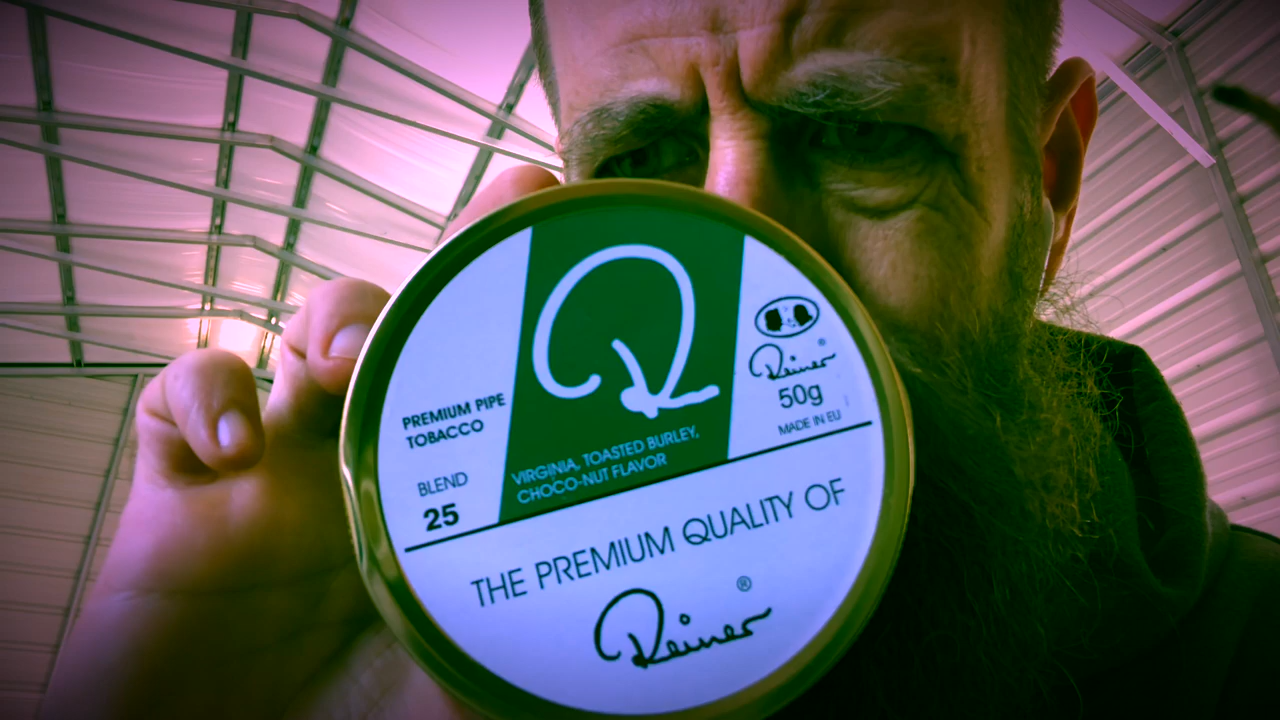 R
PREMIUM PIPE
TOBACCO
BLEND
25
VIRGINIA, TOASTED BURLEY,
CHOCO-NUT FLAVOR
Reiner®
50g
MADE IN EU
THE PREMIUM QUALITY OF
Reiner®